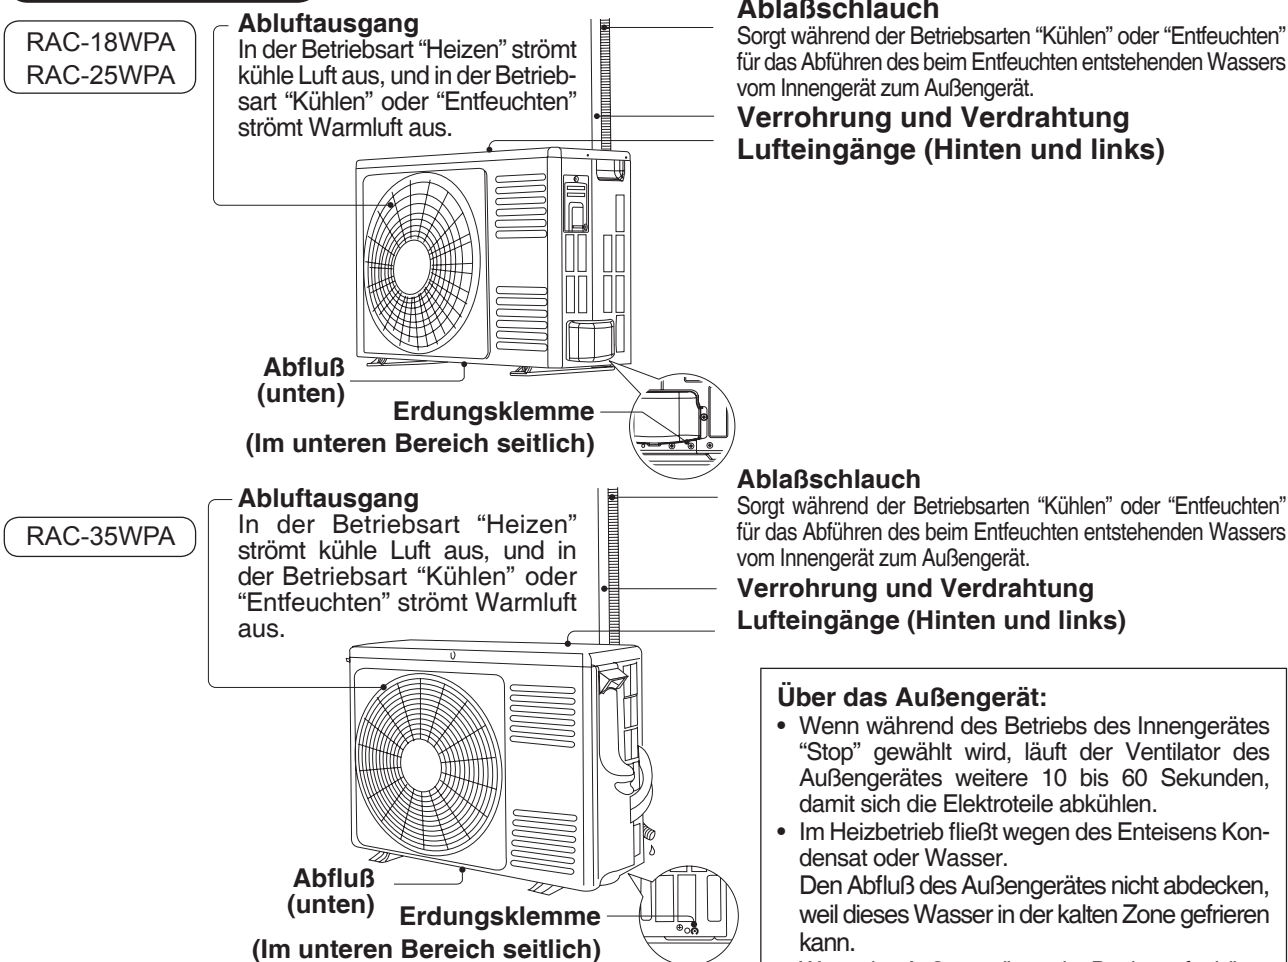 RAC-18WPA
RAC-25WPA
Abluftausgang
In der Betriebsart “Heizen” strömt
kühle Luft aus, und in der Betrieb-
sart “Kühlen” oder “Entfeuchten”
strömt Warmluft aus.
Ablaßschlauch
Sorgt während der Betriebsarten “Kühlen” oder “Entfeuchten”
für das Abführen des beim Entfeuchten entstehenden Wassers
vom Innengerät zum Außengerät.
Verrohrung und Verdrahtung
Lufteingänge (Hinten und links)
Abfluß
(unten)
Erdungsklemme
(Im unteren Bereich seitlich)
RAC-35WPA
Abluftausgang
In der Betriebsart “Heizen”
strömt kühle Luft aus, und in
der Betriebsart “Kühlen” oder
“Entfeuchten” strömt Warmluft
aus.
Ablaßschlauch
Sorgt während der Betriebsarten “Kühlen” oder “Entfeuchten”
für das Abführen des beim Entfeuchten entstehenden Wassers
vom Innengerät zum Außengerät.
Verrohrung und Verdrahtung
Lufteingänge (Hinten und links)
Abfluß
(unten)
Erdungsklemme
(Im unteren Bereich seitlich)
Über das Außengerät:
• Wenn während des Betriebs des Innengerätes
“Stop” gewählt wird, läuft der Ventilator des
Außengerätes weitere 10 bis 60 Sekunden,
damit sich die Elektroteile abkühlen.
• Im Heizbetrieb fließt wegen des Enteisens Kon-
densat oder Wasser.
Den Abfluß des Außengerätes nicht abdecken,
weil dieses Wasser in der kalten Zone gefrieren
kann.